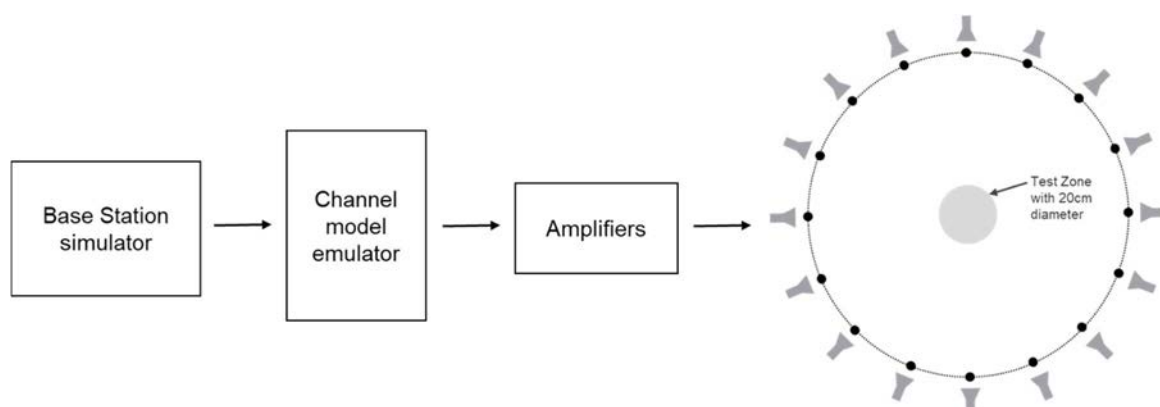 Base Station
simulator
Channel
model
emulator
Amplifiers
Test Zone
with 20cm
diameter